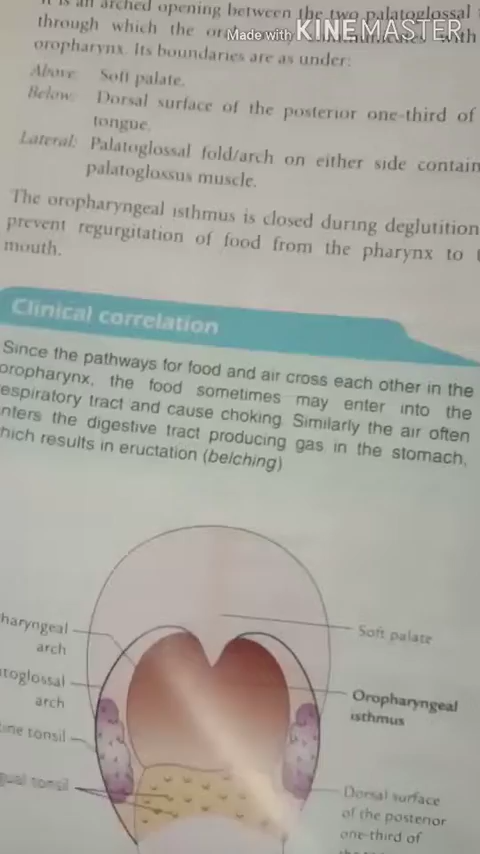 It is an arched opening between the two palatoglossal
through which the
Made with KINEMASTER
with
oropharynx. Its boundaries are as under:
Above: Soft palate.
Below: Dorsal surface of the posterior one-third of
tongue.
Lateral: Palatoglossal fold/arch on either side contain
palatoglossus muscle.
The oropharyngeal isthmus is closed during deglutition
prevent regurgitation of food from the pharynx to
mouth.
Clinical correlation
Since the pathways for food and air cross each other in the
oropharynx, the food sometimes may enter into the
espiratory tract and cause choking. Similarly the air often
nters the digestive tract producing gas in the stomach,
hich results in eructation (belching)
haryngeal
arch
Soft palate
atoglossal
arch
Oropharyngeal
isthmus
ine tonsil
gual tonsil
Dorsal surface
of the posterior
one-third of